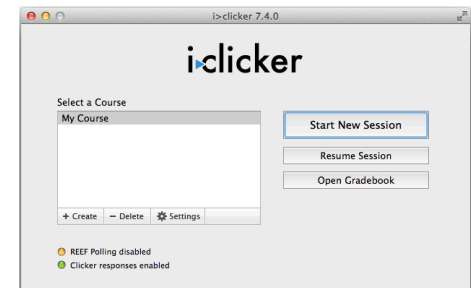 i>clicker 7.4.0
i>clicker
Select a Course
My Course
+ Create
− Delete
Settings
Start New Session
Resume Session
Open Gradebook
REEF Polling disabled
Clicker responses enabled